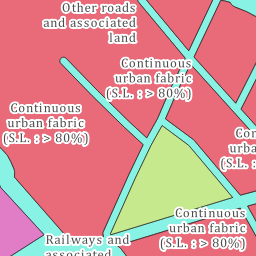 Other roads
and associated
land
Continuous
urban fabric
(S.L. : > 80%)
Continuous
urban fabric
(S.L. : > 80%)
Con
urba
(S.L. :
Continuous
urban fabric
(S.L. : > 80%)
Railways and
associated